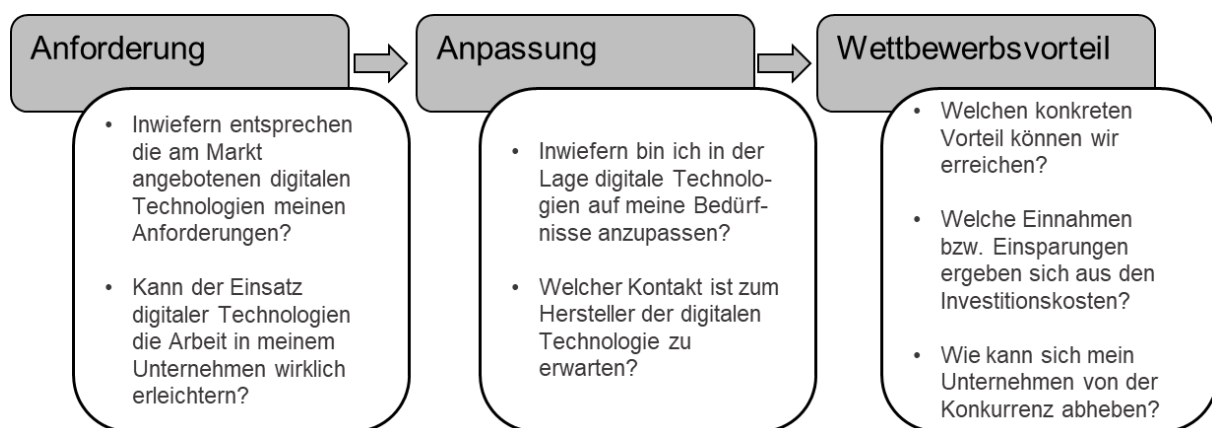 Anforderung
• Inwiefern entsprechen
die am Markt
angebotenen digitalen
Technologien meinen
Anforderungen?
• Kann der Einsatz
digitaler Technologien
die Arbeit in meinem
Unternehmen wirklich
erleichtern?
Anpassung
• Inwiefern bin ich in der
Lage digitale Technolo-
gien auf meine Bedürf-
nisse anzupassen?
• Welcher Kontakt ist zum
Hersteller der digitalen
Technologie zu
erwarten?
Wettbewerbsvorteil
• Welchen konkreten
Vorteil können wir
erreichen?
• Welche Einnahmen
bzw. Einsparungen
ergeben sich aus den
Investitionskosten?
• Wie kann sich mein
Unternehmen von der
Konkurrenz abheben?